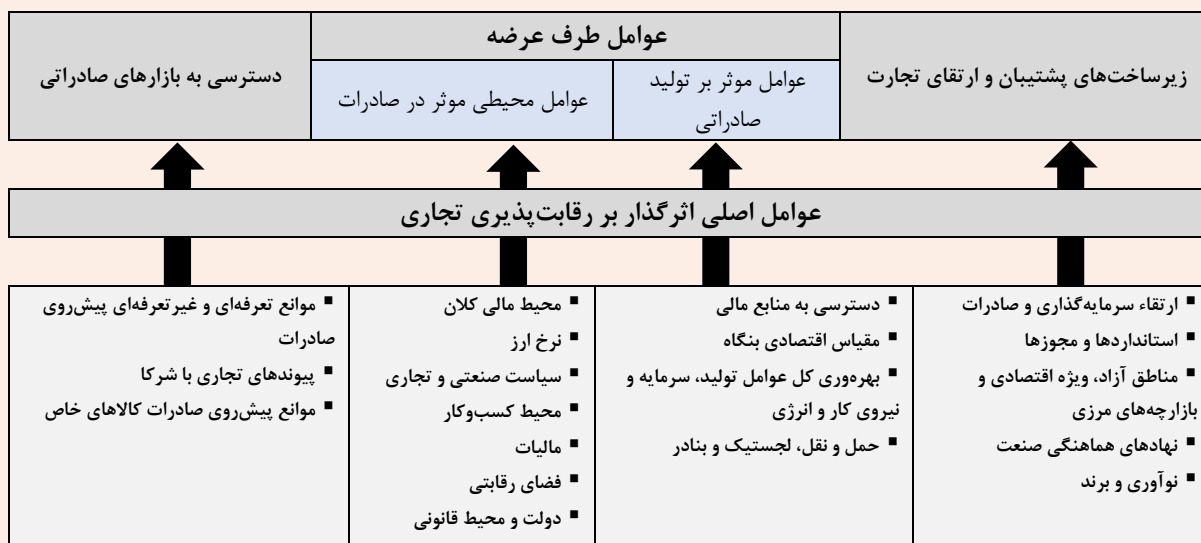 زیرساخت‌های پشتیبان و ارتقای تجارت
عوامل طرف عرضه
عوامل موثر بر تولید
صادراتی
عوامل محیطی موثر در صادرات
دسترسی به بازارهای صادراتی
عوامل اصلی اثرگذار بر رقابت‌پذیری تجاری
▪ ارتقاء سرمایه‌گذاری و صادرات
▪ استانداردها و مجوزها
▪ مناطق آزاد، ویژه اقتصادی و
بازارچه‌های مرزی
▪ نهادهای هماهنگی صنعت
▪ نوآوری و برند
▪ دسترسی به منابع مالی
▪ مقیاس اقتصادی بنگاه
▪ بهره‌وری کل عوامل تولید، سرمایه و
نیروی کار و انرژی
▪ حمل و نقل، لجستیک و بنادر
▪ محیط مالی کلان
▪ نرخ ارز
▪ سیاست صنعتی و تجاری
▪ محیط کسب‌وکار
▪ مالیات
▪ فضای رقابتی
▪ دولت و محیط قانونی
▪ موانع تعرفه‌ای و غیرتعرفه‌ای پیش‌روی
صادرات
▪ پیوندهای تجاری با شرکا
▪ موانع پیش‌روی صادرات کالاهای خاص